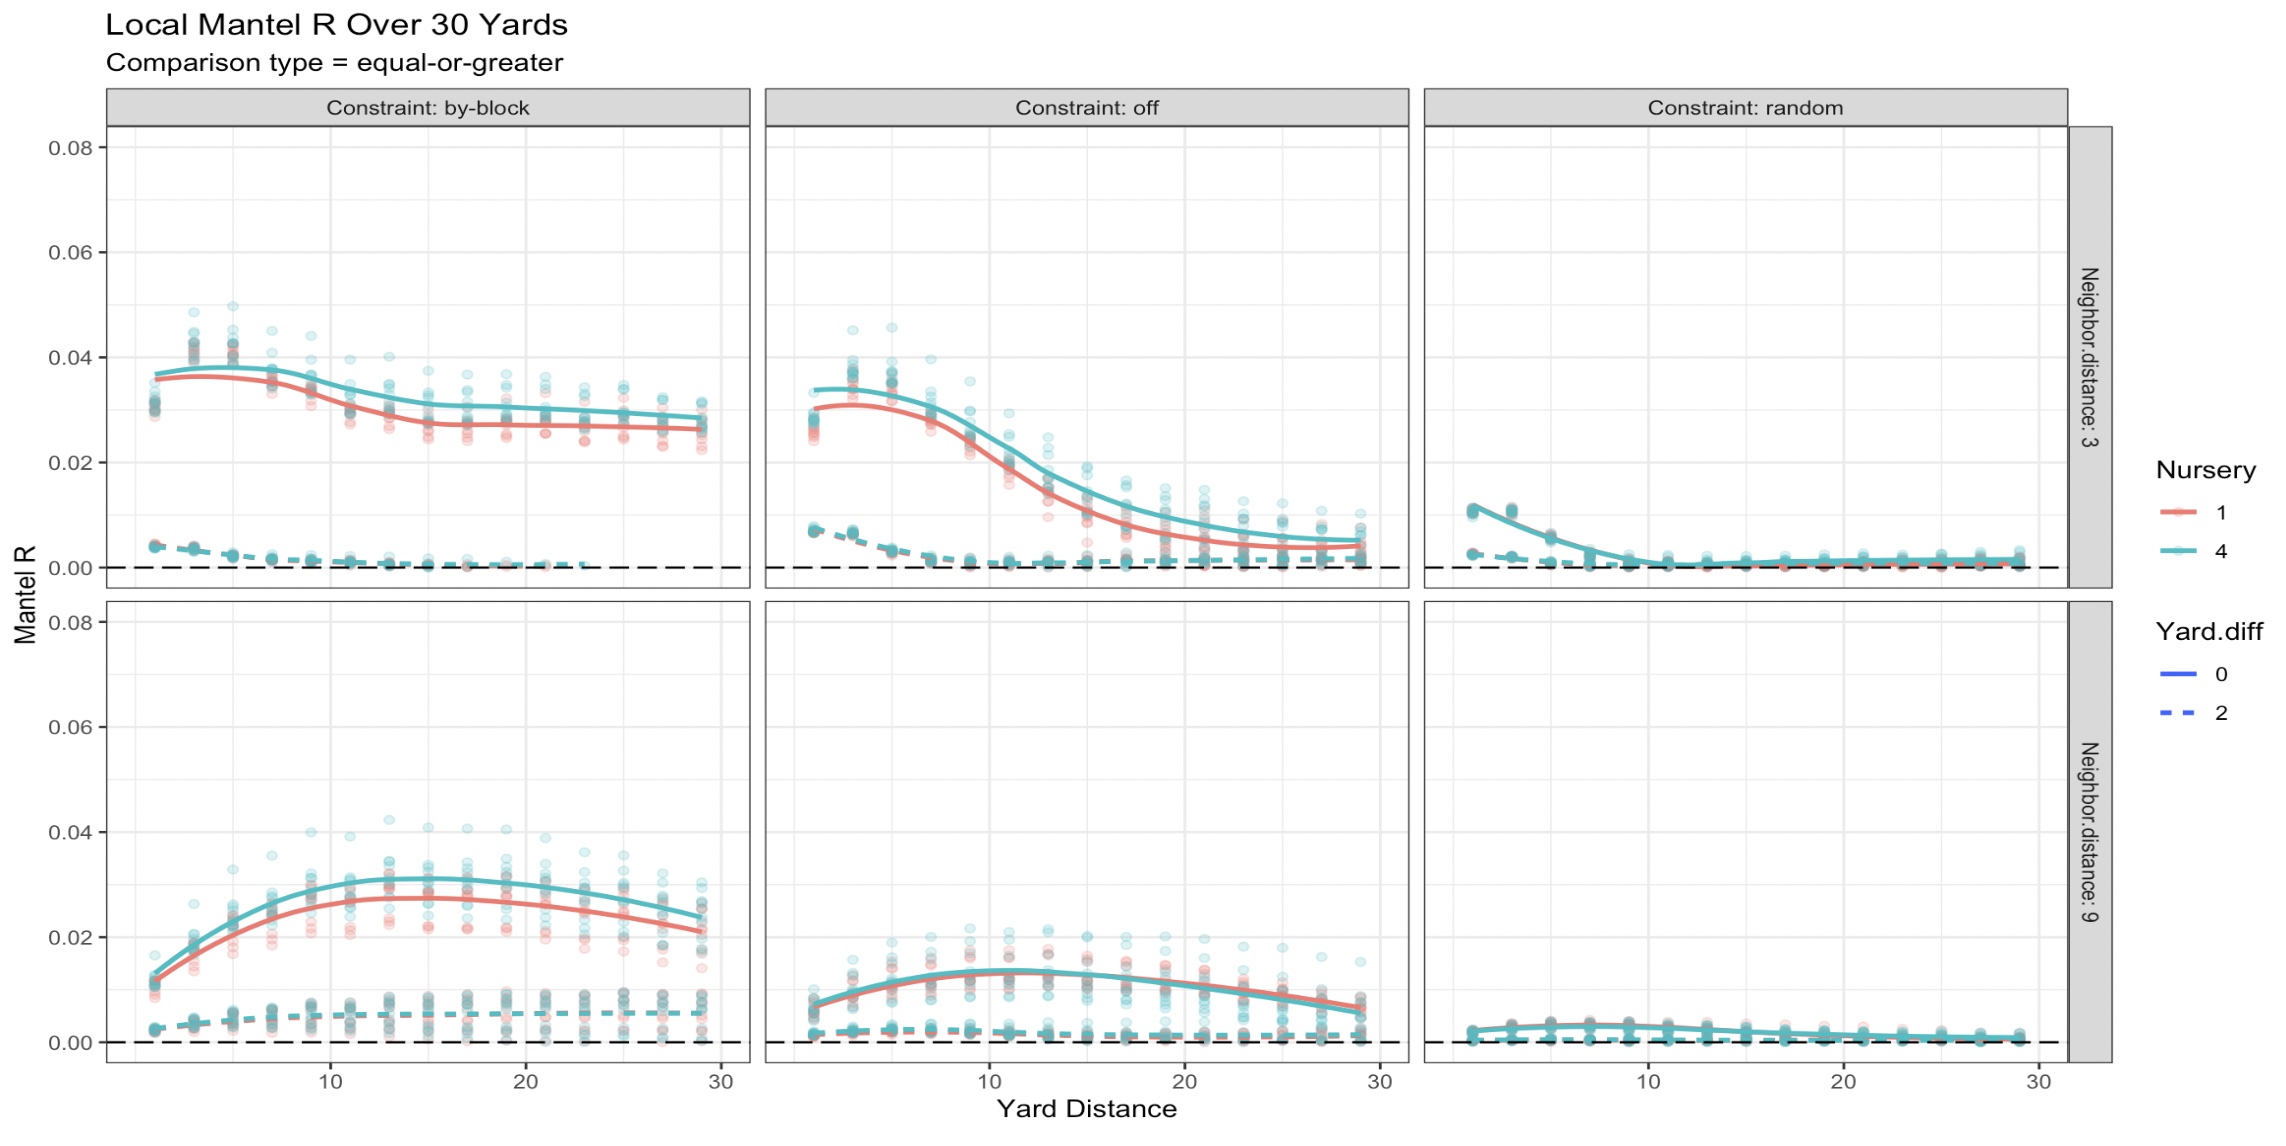 Local Mantel R Over 30 Yards
Comparison type = equal-or-greater
Constraint: by-block
Constraint: off
Constraint: random
0.08
0.06
0.04
0.02
0.00
Neighbor.distance: 3
0.08
0.06
0.04
0.02
0.00
Neighbor.distance: 9
Mantel R
10
20
30
10
20
30
10
20
30
Yard Distance
Nursery
1
4
Yard.diff
0
2